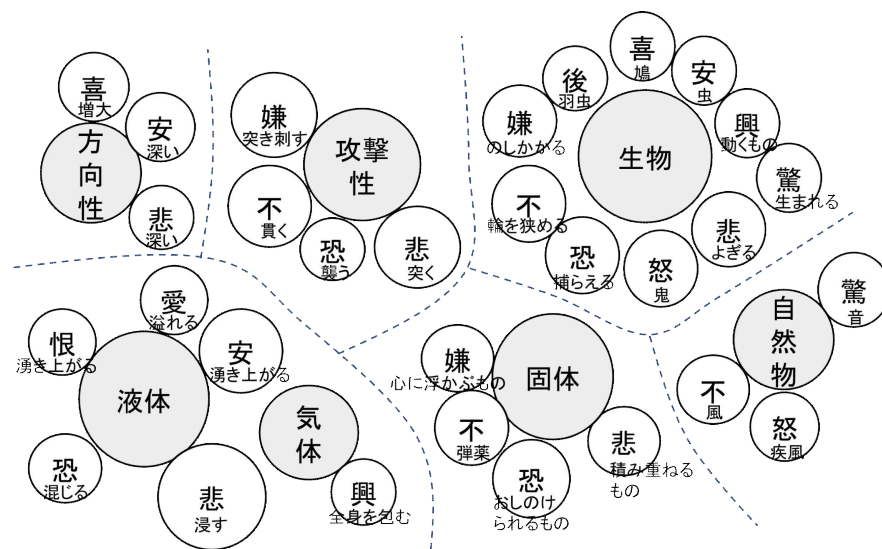 喜
増大
方
向
性
安
深い
悲
深い
嫌
突き刺す
攻撃
性
不
貫く
恐
襲う
悲
突く
喜
鳩
後
羽虫
安
虫
嫌
のしかかる
興
動くもの
生物
驚
生まれる
不
輪を狭める
恐
捕らえる
怒
鬼
悲
よぎる
愛
溢れる
恨
湧き上がる
安
湧き上がる
液体
恐
混じる
悲
浸す
気
体
興
全身を包む
嫌
心に浮かぶもの
固体
不
弾薬
恐
おしのけ
られるもの
悲
積み重ねる
もの
自
然
物
驚
音
不
風
怒
疾風